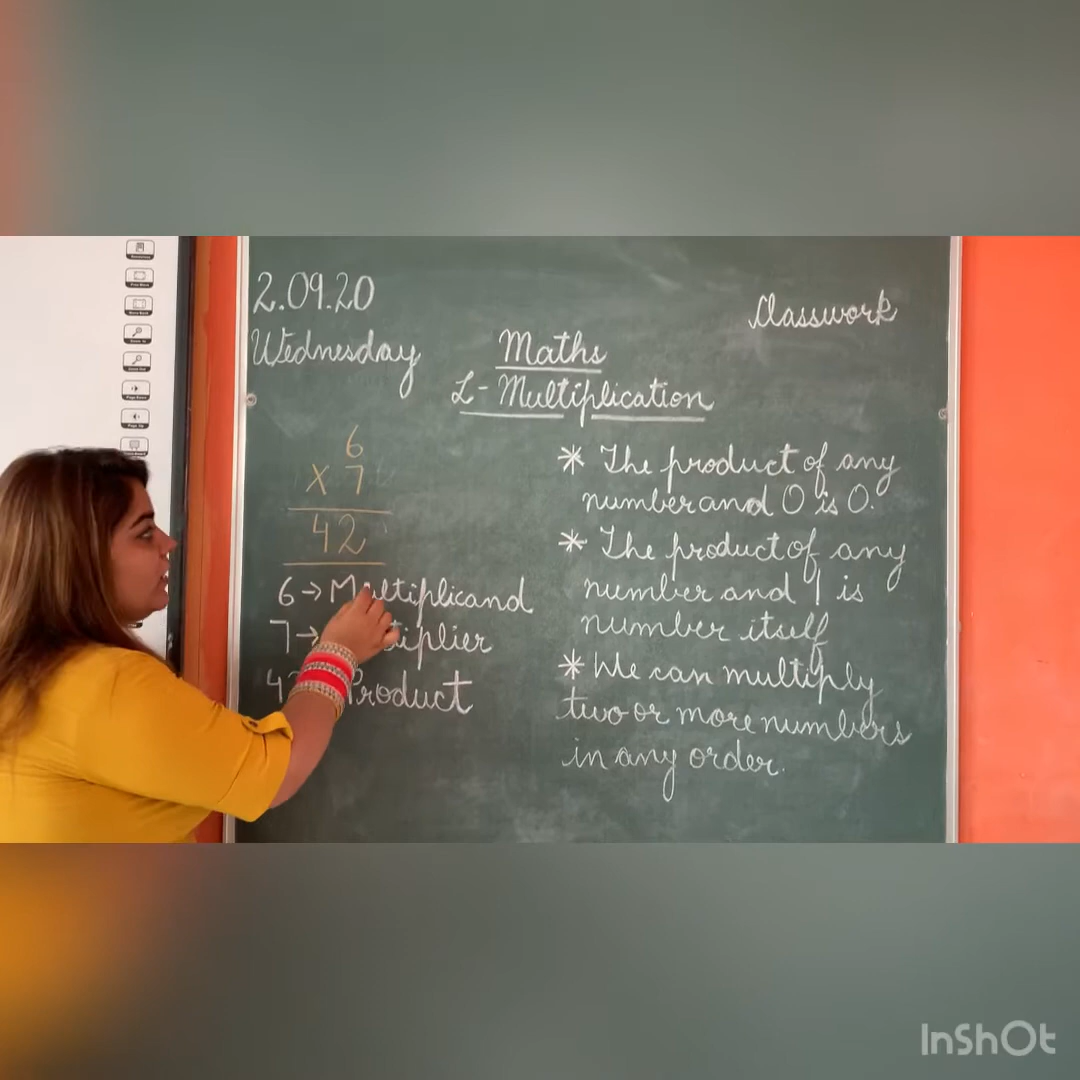 2.09.20
Wednesday
Classwork
Maths
L-Multiplication
6
x 7
42
6→Multiplicand
7→
4 Product
* The product of any
number and 0 is 0.
* The product of any
number and 1 is
number itself
* We can multiply
two or more numbers
in any order.
InShOt